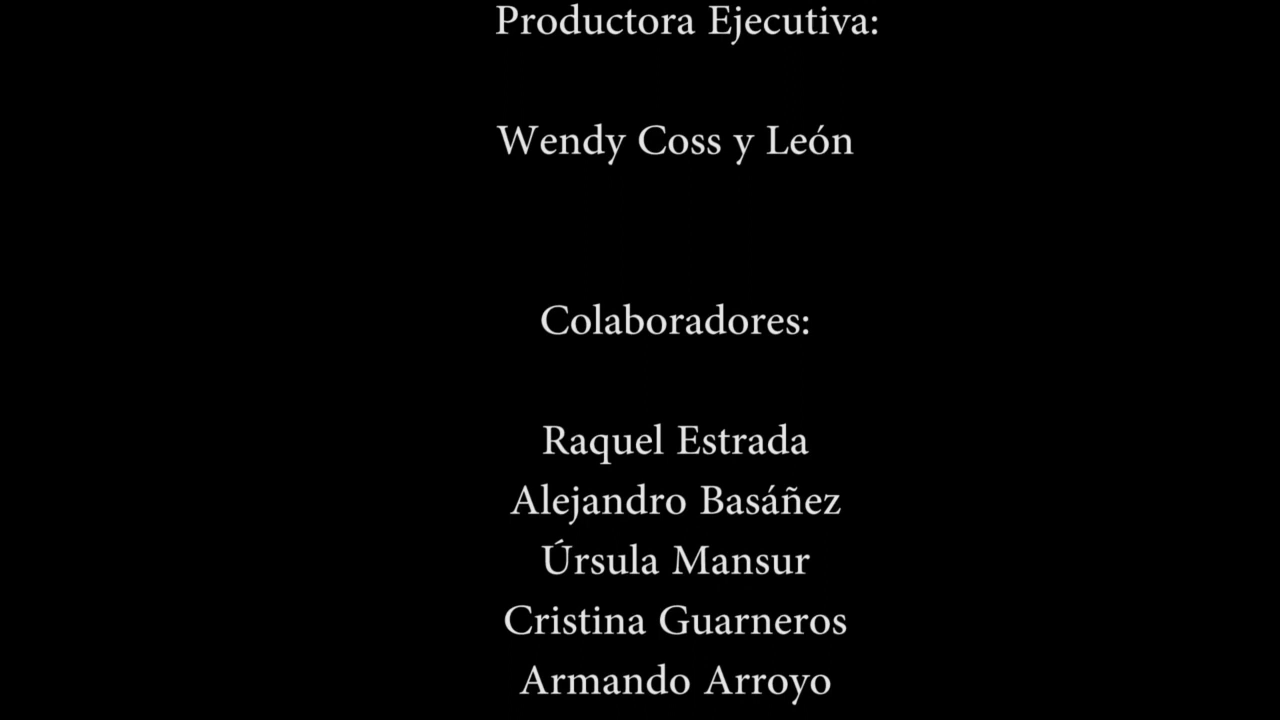 Productora Ejecutiva:
Wendy Coss y León
Colaboradores:
Raquel Estrada
Alejandro Basáñez
Úrsula Mansur
Cristina Guarneros
Armando Arroyo